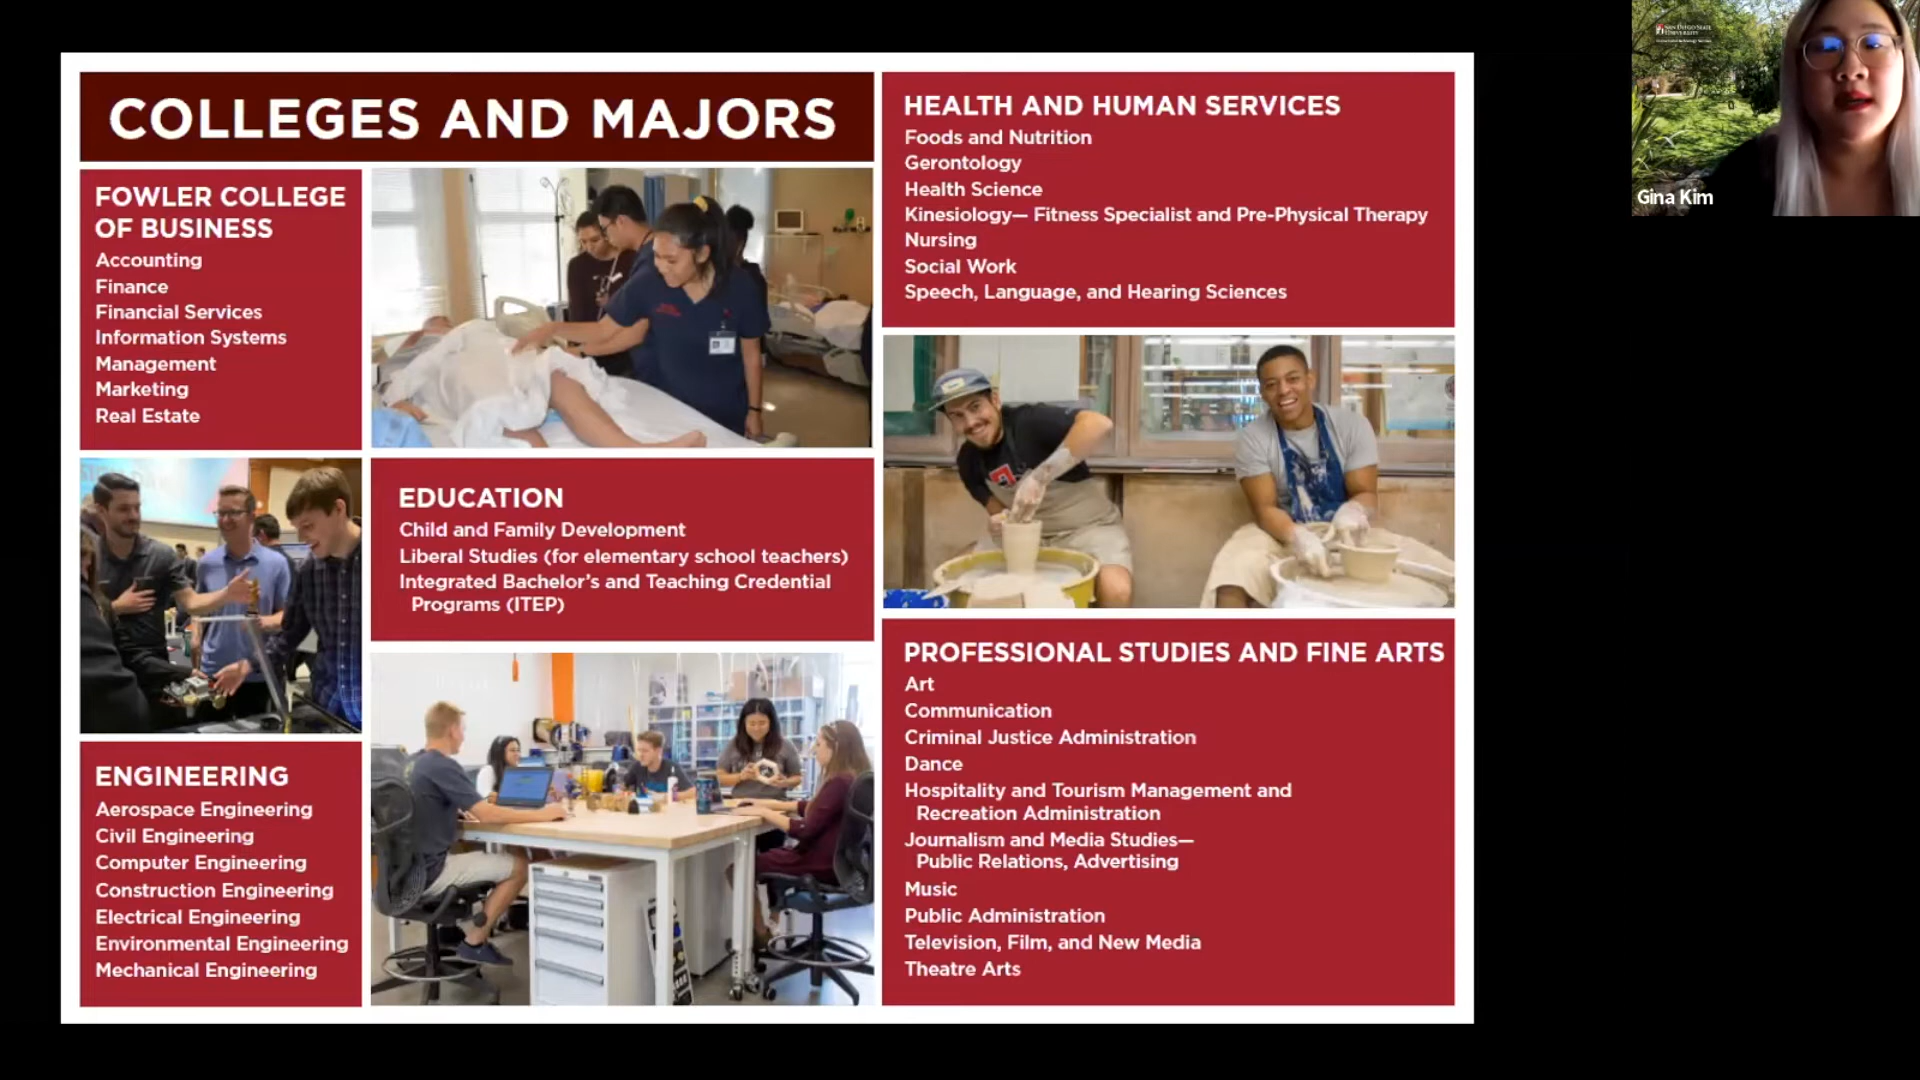 COLLEGES AND MAJORS
FOWLER COLLEGE
OF BUSINESS
Accounting
Finance
Financial Services
Information Systems
Management
Marketing
Real Estate
ENGINEERING
Aerospace Engineering
Civil Engineering
Computer Engineering
Construction Engineering
Electrical Engineering
Environmental Engineering
Mechanical Engineering
EDUCATION
Child and Family Development
Liberal Studies (for elementary school teachers)
Integrated Bachelor's and Teaching Credential
Programs (ITEP)
HEALTH AND HUMAN SERVICES
Foods and Nutrition
Gerontology
Health Science
Kinesiology— Fitness Specialist and Pre-Physical Therapy
Nursing
Social Work
Speech, Language, and Hearing Sciences
PROFESSIONAL STUDIES AND FINE ARTS
Art
Communication
Criminal Justice Administration
Dance
Hospitality and Tourism Management and
Recreation Administration
Journalism and Media Studies—
Public Relations, Advertising
Music
Public Administration
Television, Film, and New Media
Theatre Arts
SAN DIEGO STATE
UNIVERSITY
Gina Kim